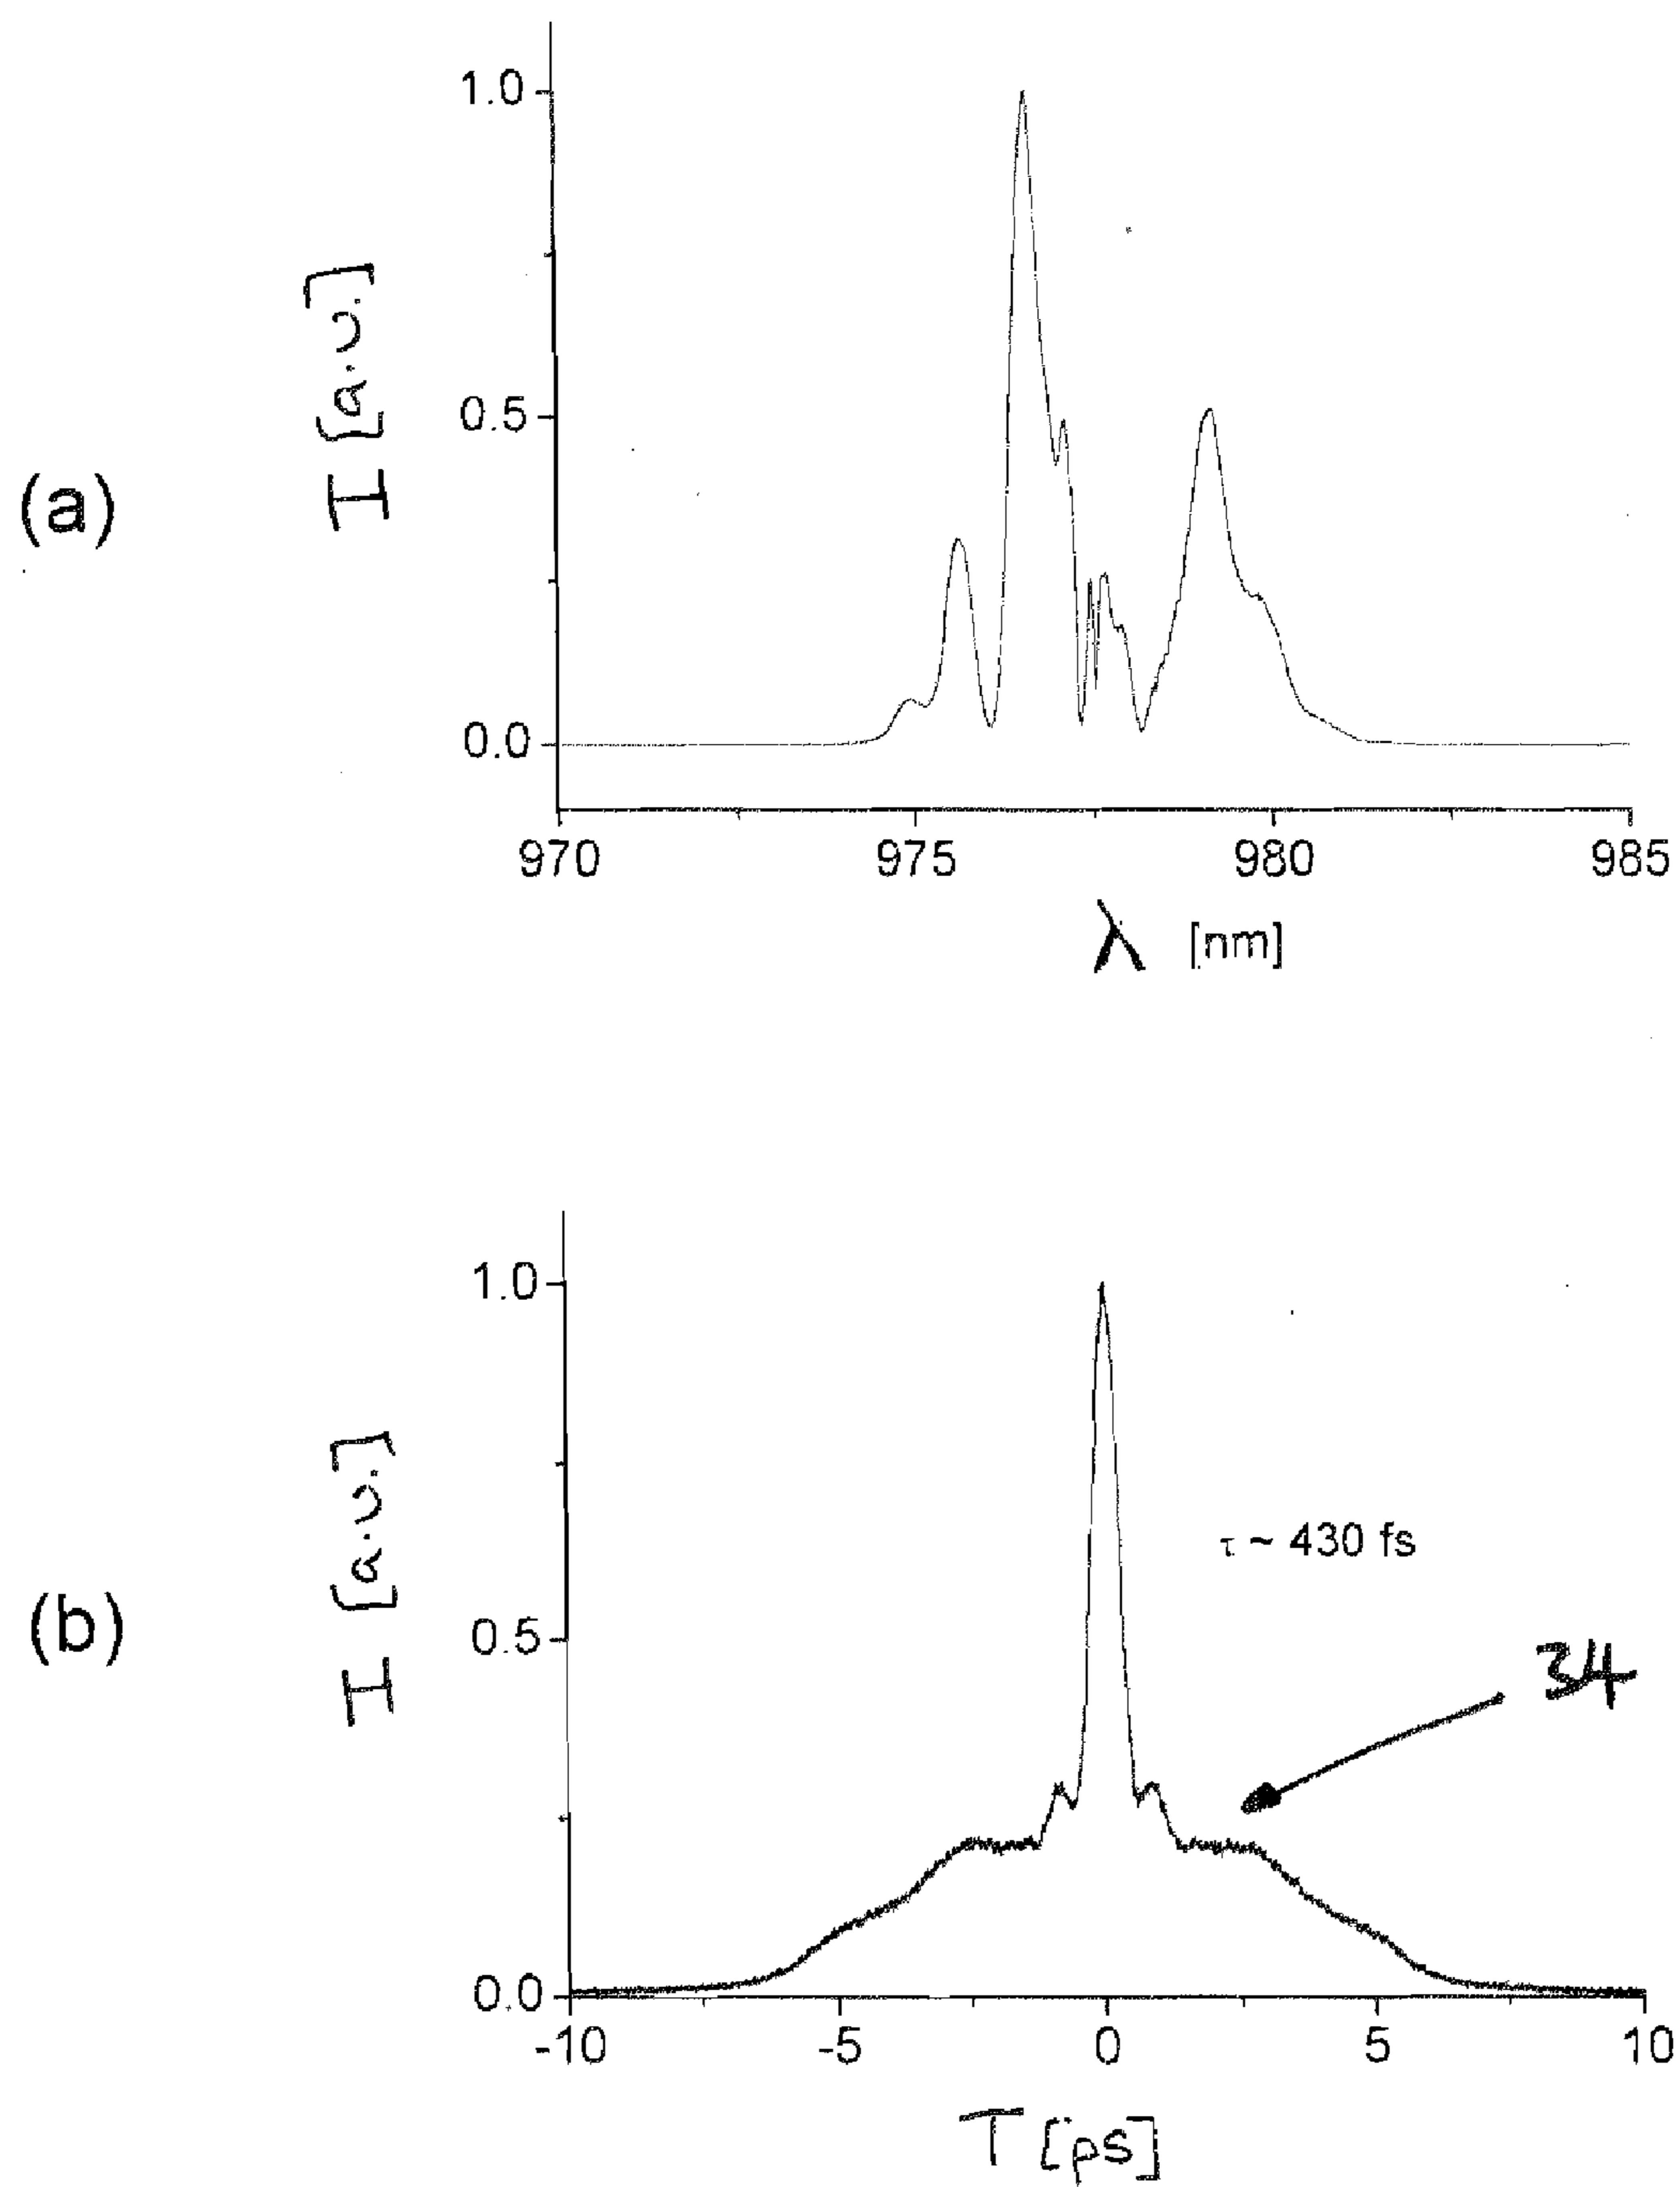 (a)
I [a.u.]
1.0
0.5
0.0
970 975 980 985
λ [nm]
(b)
I [a.u.]
1.0
0.5
0.0
τ ~ 430 fs
34
-10 -5 0 5 10
T [ps]